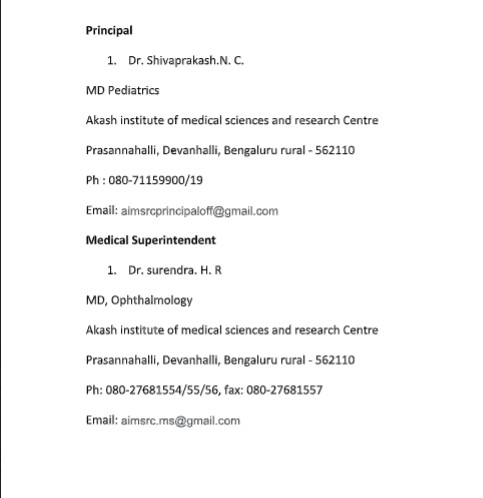 Principal
1. Dr. Shivaprakash.N. C.
MD Pediatrics
Akash institute of medical sciences and research Centre
Prasannahalli, Devanhalli, Bengaluru rural - 562110
Ph : 080-71159900/19
Email: aimsrcprincipaloff@gmail.com
Medical Superintendent
1. Dr. surendra. H. R
MD, Ophthalmology
Akash institute of medical sciences and research Centre
Prasannahalli, Devanhalli, Bengaluru rural - 562110
Ph: 080-27681554/55/56, fax: 080-27681557
Email: aimsrc.ms@gmail.com